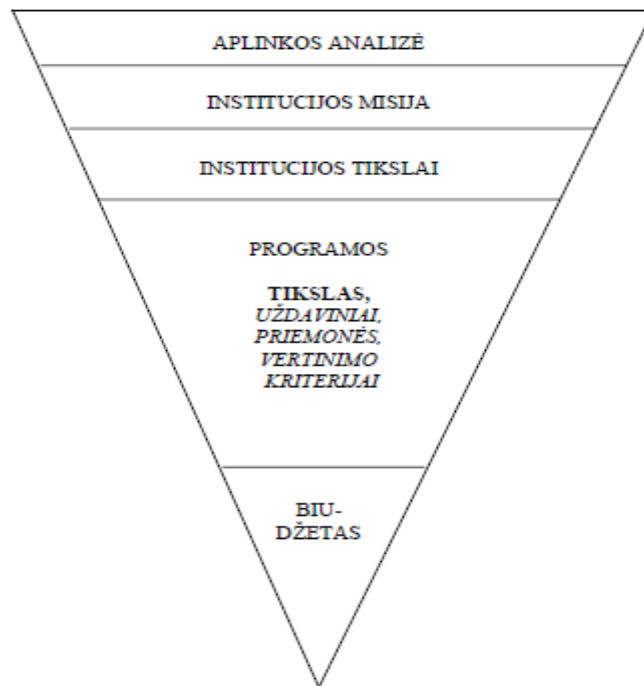 APLINKOS ANALIZĖ
INSTITUCIJOS MISIJA
INSTITUCIJOS TIKSLAI
PROGRAMOS
TIKSLAS,
UŽDAVINIAI,
PRIEMONĖS,
VERTINIMO
KRITERIJAI
BIU-
DŽETAS